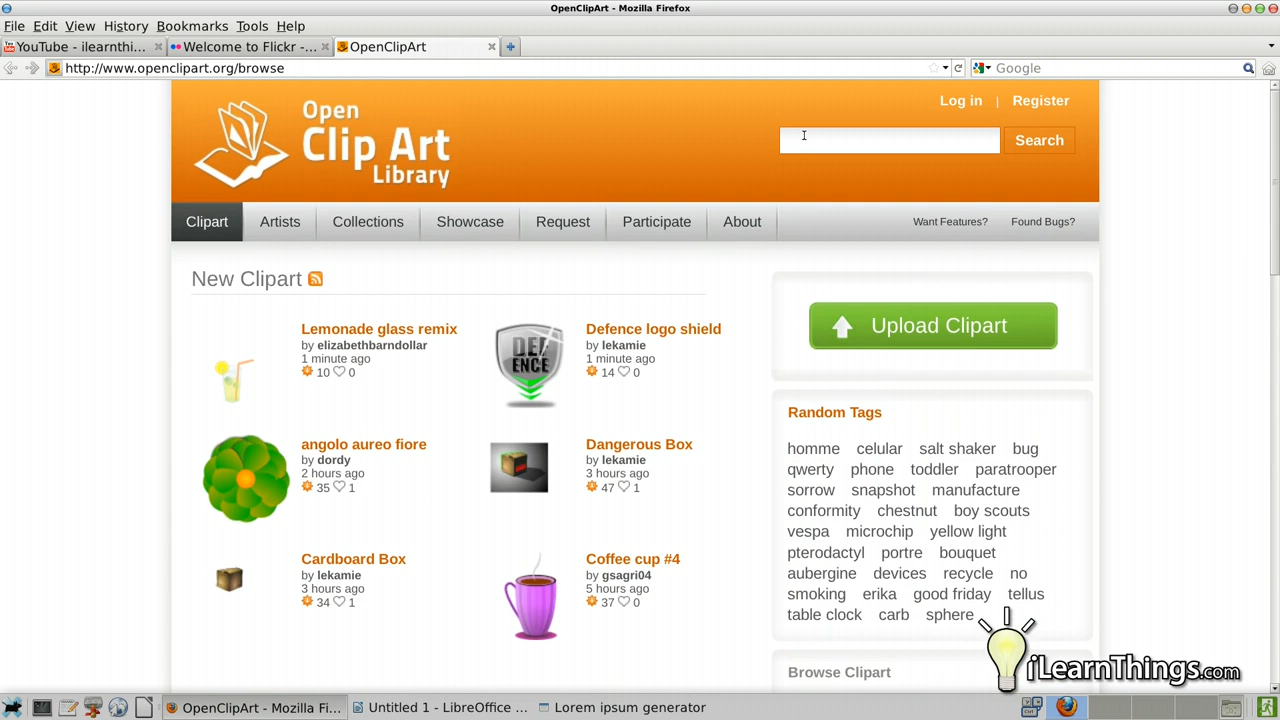 OpenClipArt - Mozilla Firefox
File Edit View History Bookmarks Tools Help
YouTube - ilearnthi... Welcome to Flickr -... OpenClipArt
http://www.openclipart.org/browse Google
Log in | Register
Open
Clip Art
Library
Search
Clipart Artists Collections Showcase Request Participate About Want Features? Found Bugs?
New Clipart
Lemonade glass remix
by elizabethbarndollar
1 minute ago
10 0
DEF
ENCE
Defence logo shield
by lekamie
1 minute ago
14 0
angolo aureo fiore
by dordy
2 hours ago
35 1
Dangerous Box
by lekamie
3 hours ago
47 1
Cardboard Box
by lekamie
3 hours ago
34 1
Coffee cup #4
by gsagri04
5 hours ago
37 0
Upload Clipart
Random Tags
homme celular salt shaker bug
qwerty phone toddler paratrooper
sorrow snapshot manufacture
conformity chestnut boy scouts
vespa microchip yellow light
pterodactyl portre bouquet
aubergine devices recycle no
smoking erika good friday tellus
table clock carb sphere
Browse Clipart
iLearnThings.com
OpenClipArt - Mozilla Fi... Untitled 1 - LibreOffice ... Lorem ipsum generator